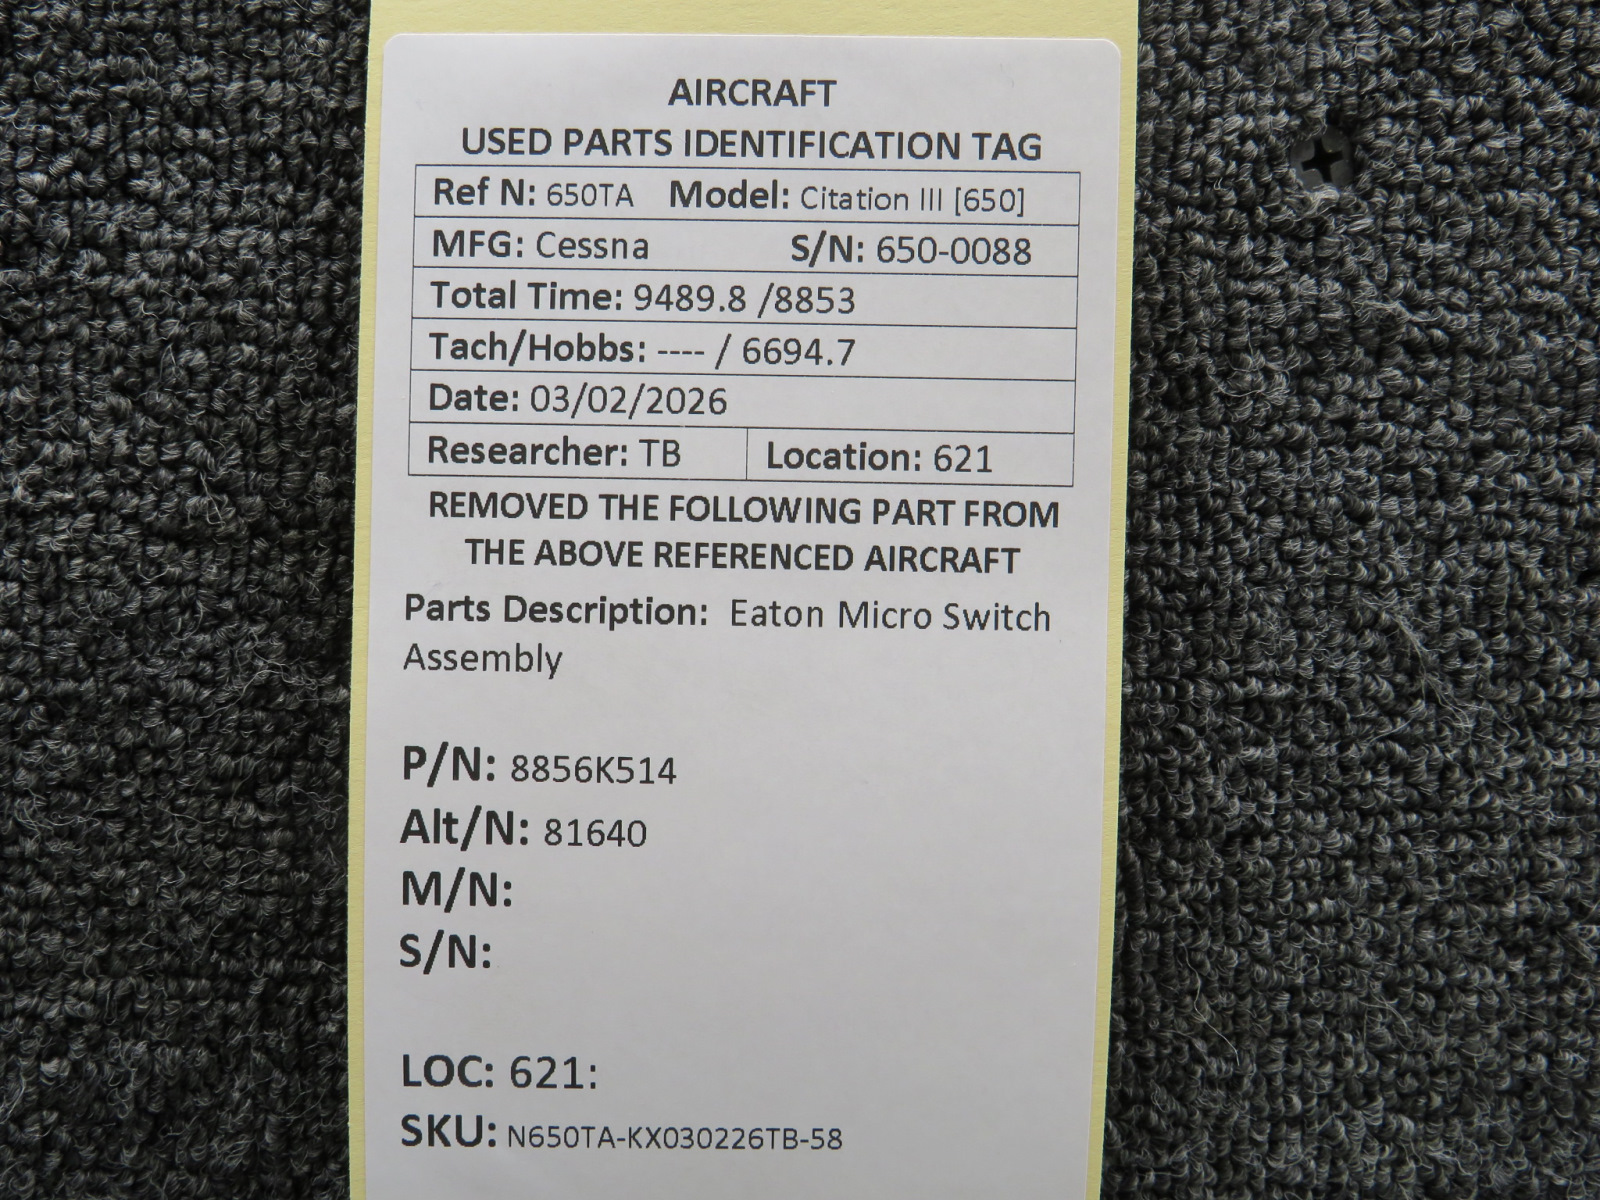 AIRCRAFT
USED PARTS IDENTIFICATION TAG
Ref N: 650TA Model: Citation III [650]
MFG: Cessna S/N: 650-0088
Total Time: 9489.8 /8853
Tach/Hobbs: ---- / 6694.7
Date: 03/02/2026
Researcher: TB Location: 621
REMOVED THE FOLLOWING PART FROM
THE ABOVE REFERENCED AIRCRAFT
Parts Description: Eaton Micro Switch
Assembly
P/N: 8856K514
Alt/N: 81640
M/N:
S/N:
LOC: 621:
SKU: N650TA-KX030226TB-58